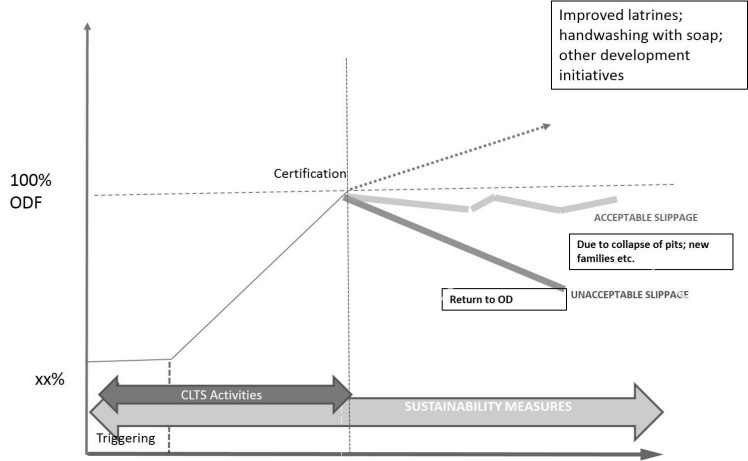 Improved latrines;
handwashing with soap;
other development
initiatives
Certification
100%
ODF
ACCEPTABLE SLIPPAGE
Due to collapse of pits; new
families etc.
Return to OD
UNACCEPTABLE SLIPPAGE
xx%
CLTS Activities
SUSTAINABILITY MEASURES
Triggering